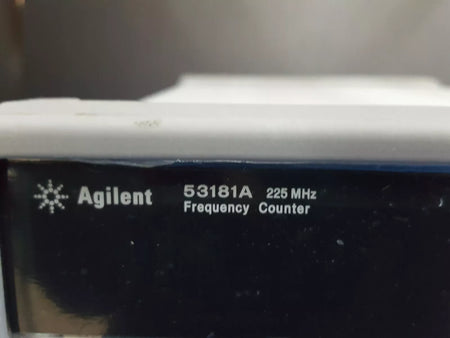 Agilent 53181A 225 MHz
Frequency Counter